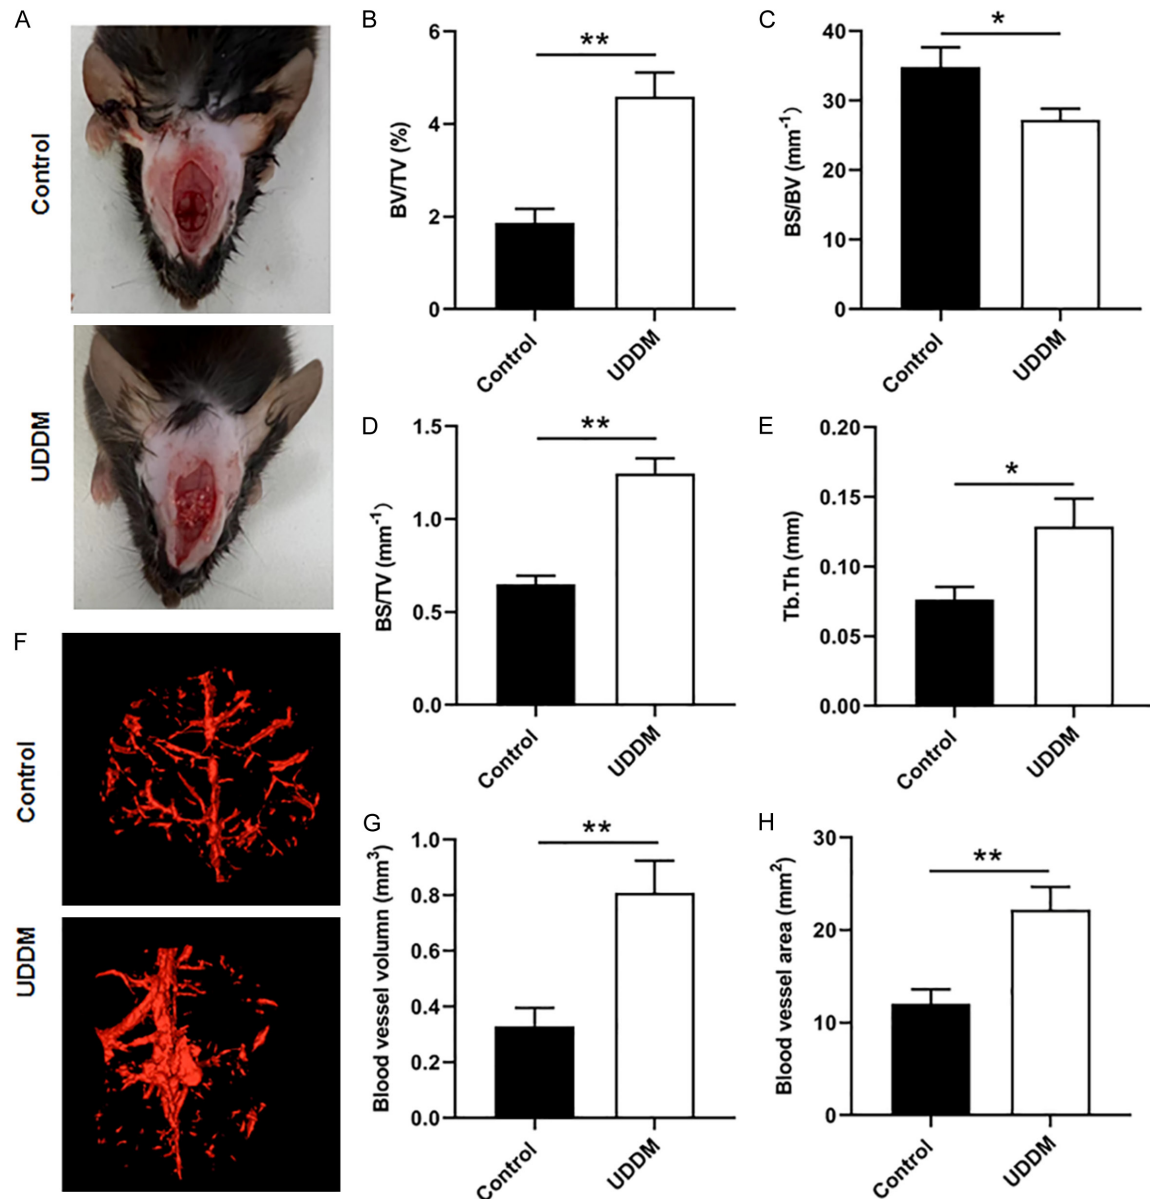 A
Control
UDDM
B
6
4
2
0
BV/TV (%)
**
Control
UDDM
C
40
30
20
10
0
BS/BV (mm-1)
*
Control
UDDM
D
1.5
1.0
0.5
0.0
BS/TV (mm-1)
**
Control
UDDM
E
0.20
0.15
0.10
0.05
0.00
Tb.Th (mm)
*
Control
UDDM
F
Control
UDDM
G
1.0
0.8
0.6
0.4
0.2
0.0
Blood vessel volumn (mm3)
**
Control
UDDM
H
30
20
10
0
Blood vessel area (mm2)
**
Control
UDDM